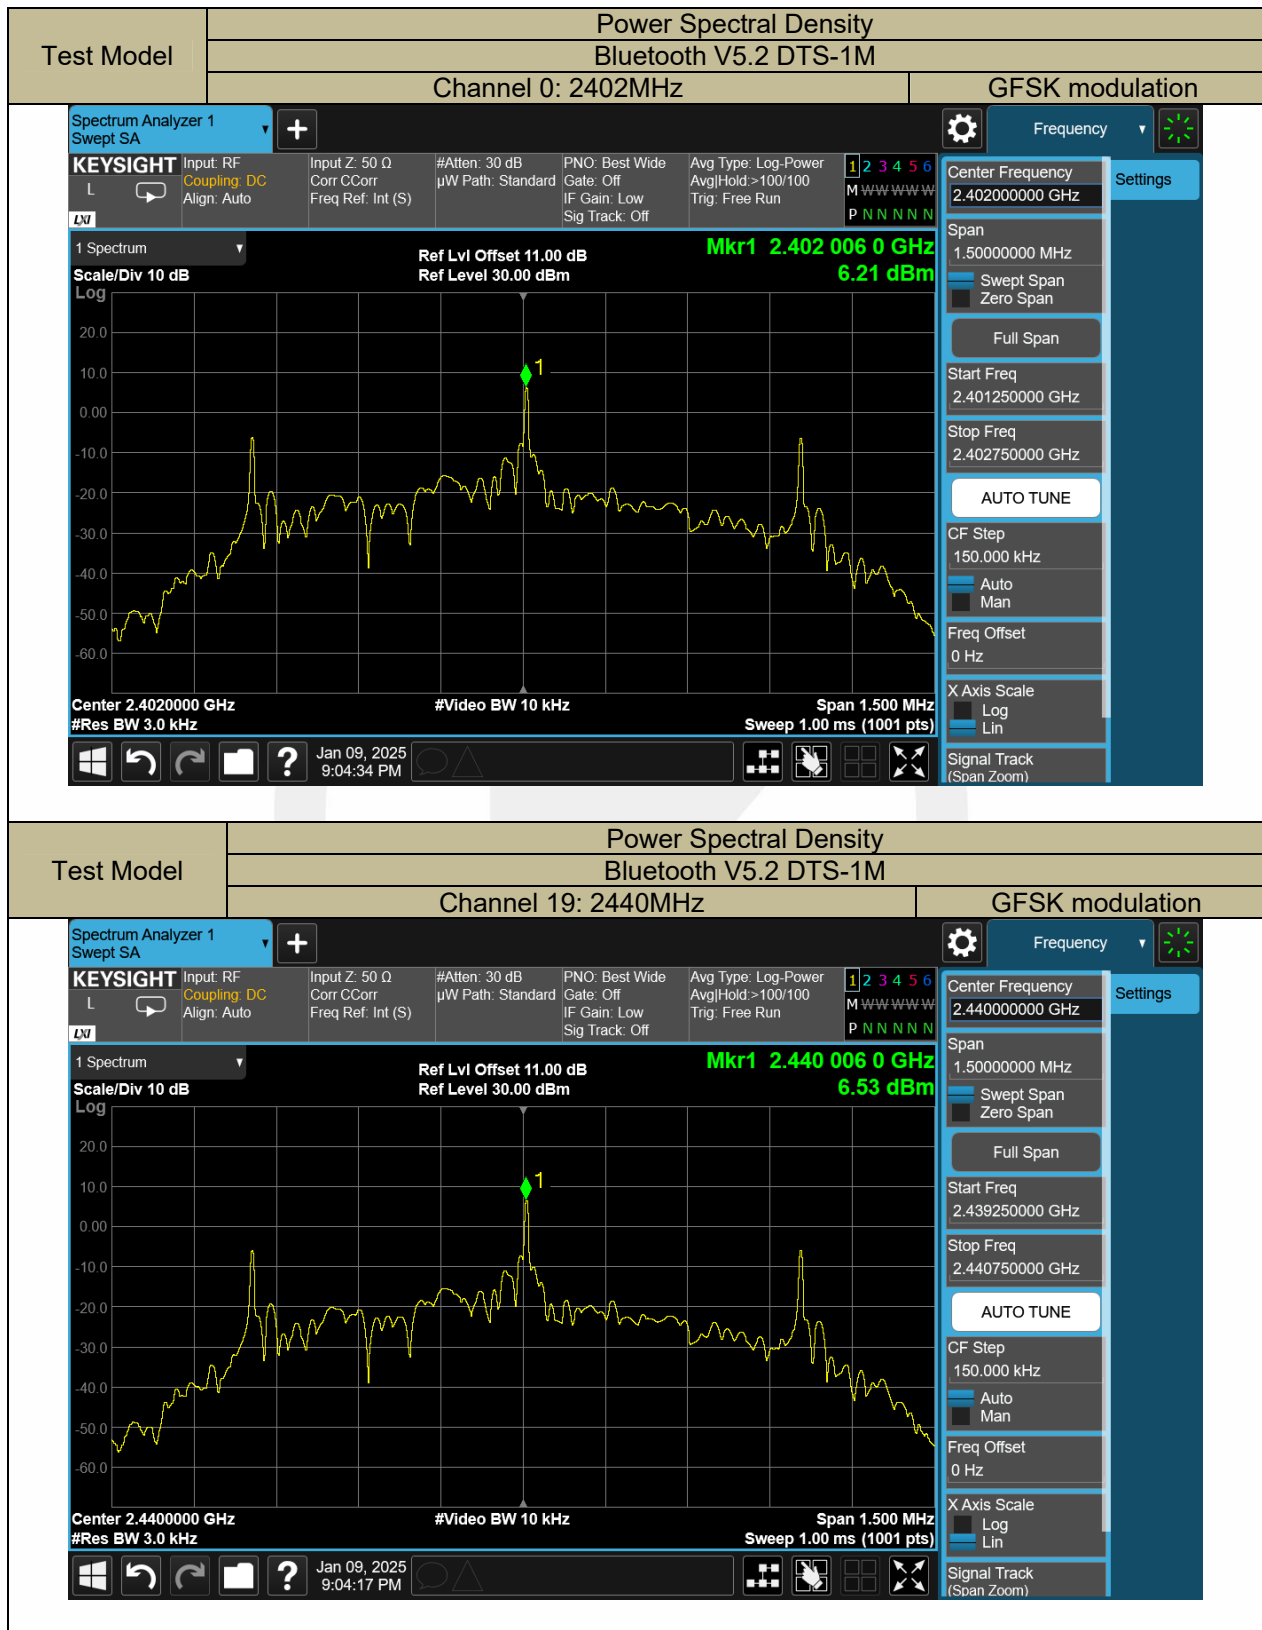 Test Model
Power Spectral Density
Bluetooth V5.2 DTS-1M
Channel 0: 2402MHz
GFSK modulation
Spectrum Analyzer 1
Swept SA
Frequency
KEYSIGHT
L
LXI
Input: RF
Coupling: DC
Align: Auto
Input Z: 50 Ω
Corr CCorr
Freq Ref: Int (S)
#Atten: 30 dB
µW Path: Standard
PNO: Best Wide
Gate: Off
IF Gain: Low
Sig Track: Off
Avg Type: Log-Power
Avg|Hold:>100/100
Trig: Free Run
1 2 3 4 5 6
M W W W W W
P N N N N N
1 Spectrum
Scale/Div 10 dB
Log
Ref Lvl Offset 11.00 dB
Ref Level 30.00 dBm
Mkr1 2.402 006 0 GHz
6.21 dBm
1
20.0
10.0
0.00
-10.0
-20.0
-30.0
-40.0
-50.0
-60.0
Center 2.4020000 GHz
#Res BW 3.0 kHz
#Video BW 10 kHz
Span 1.500 MHz
Sweep 1.00 ms (1001 pts)
Jan 09, 2025
9:04:34 PM
Center Frequency
2.402000000 GHz
Span
1.50000000 MHz
Swept Span
Zero Span
Full Span
Start Freq
2.401250000 GHz
Stop Freq
2.402750000 GHz
AUTO TUNE
CF Step
150.000 kHz
Auto
Man
Freq Offset
0 Hz
X Axis Scale
Log
Lin
Signal Track
(Span Zoom)
Settings
Test Model
Power Spectral Density
Bluetooth V5.2 DTS-1M
Channel 19: 2440MHz
GFSK modulation
Spectrum Analyzer 1
Swept SA
Frequency
KEYSIGHT
L
LXI
Input: RF
Coupling: DC
Align: Auto
Input Z: 50 Ω
Corr CCorr
Freq Ref: Int (S)
#Atten: 30 dB
µW Path: Standard
PNO: Best Wide
Gate: Off
IF Gain: Low
Sig Track: Off
Avg Type: Log-Power
Avg|Hold:>100/100
Trig: Free Run
1 2 3 4 5 6
M W W W W W
P N N N N N
1 Spectrum
Scale/Div 10 dB
Log
Ref Lvl Offset 11.00 dB
Ref Level 30.00 dBm
Mkr1 2.440 006 0 GHz
6.53 dBm
1
20.0
10.0
0.00
-10.0
-20.0
-30.0
-40.0
-50.0
-60.0
Center 2.4400000 GHz
#Res BW 3.0 kHz
#Video BW 10 kHz
Span 1.500 MHz
Sweep 1.00 ms (1001 pts)
Jan 09, 2025
9:04:17 PM
Center Frequency
2.440000000 GHz
Span
1.50000000 MHz
Swept Span
Zero Span
Full Span
Start Freq
2.439250000 GHz
Stop Freq
2.440750000 GHz
AUTO TUNE
CF Step
150.000 kHz
Auto
Man
Freq Offset
0 Hz
X Axis Scale
Log
Lin
Signal Track
(Span Zoom)
Settings